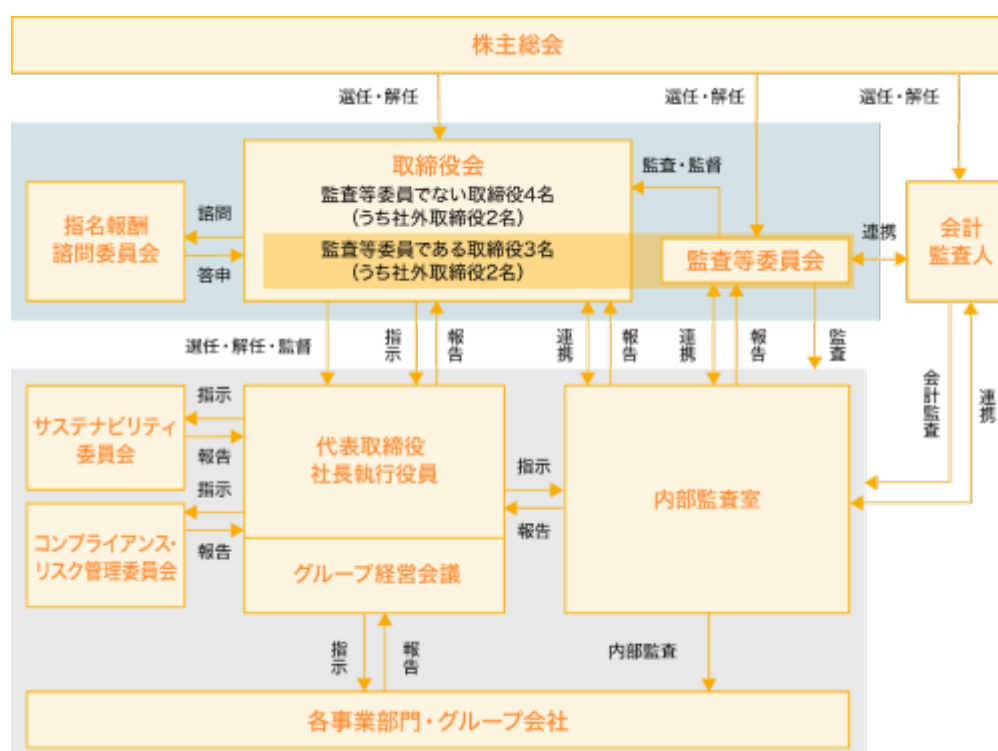 株主総会
選任・解任
選任・解任
選任・解任
取締役会
監査等委員でない取締役4名
(うち社外取締役2名)
監査等委員である取締役3名
(うち社外取締役2名)
監査・監督
監査等委員会
指名報酬
諮問委員会
諮問
答申
連携
会計
監査人
選任・解任・監督
指示
報告
連携
報告
連携
報告
監査
会計監査
連携
サステナビリティ
委員会
指示
報告
コンプライアンス・
リスク管理委員会
指示
報告
代表取締役
社長執行役員
グループ経営会議
指示
報告
内部監査室
指示
報告
内部監査
各事業部門・グループ会社